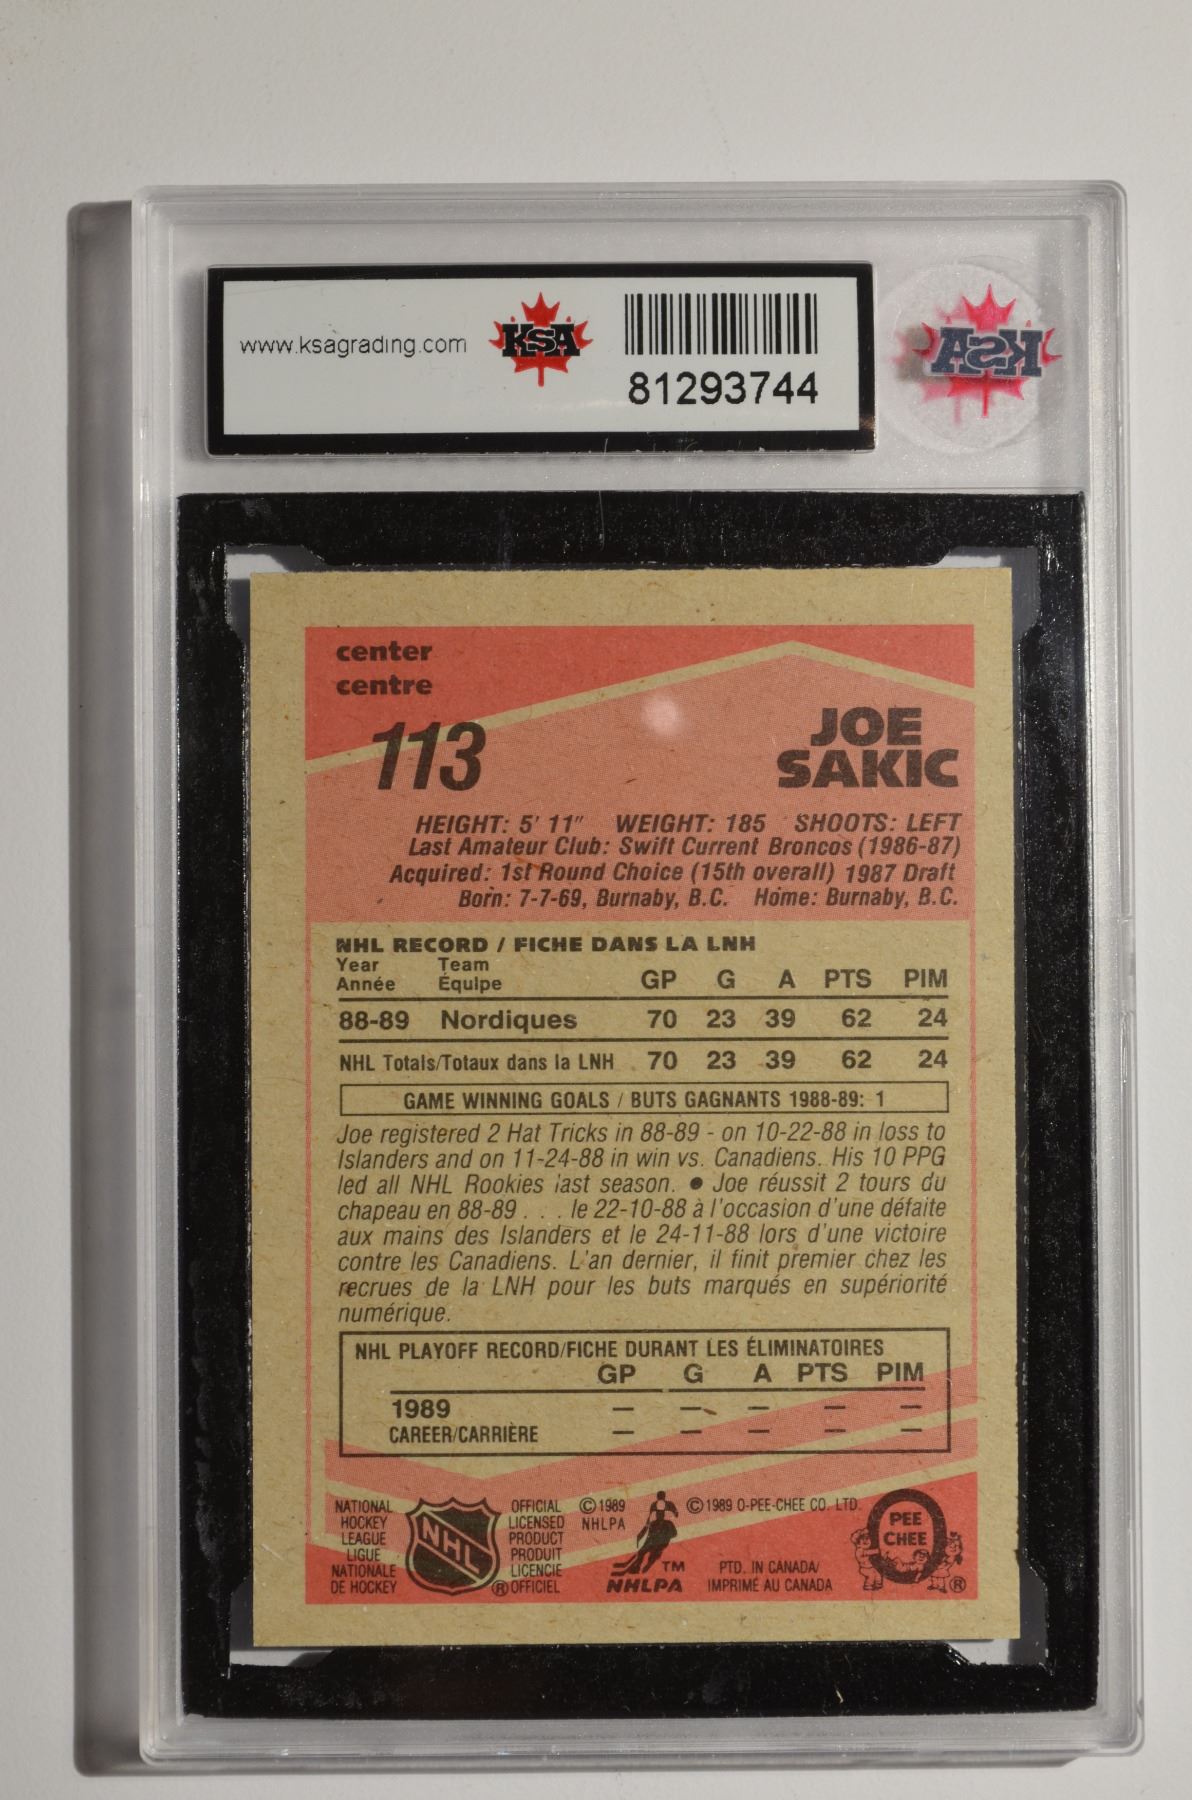 www.ksagrading.com
KSA
81293744
KSA
center
centre
113
JOE
SAKIC
HEIGHT: 5' 11" WEIGHT: 185 SHOOTS: LEFT
Last Amateur Club: Swift Current Broncos (1986-87)
Acquired: 1st Round Choice (15th overall) 1987 Draft
Born: 7-7-69, Burnaby, B.C. Home: Burnaby, B.C.
NHL RECORD / FICHE DANS LA LNH
Year Team
Année Équipe GP G A PTS PIM
88-89 Nordiques 70 23 39 62 24
NHL Totals/Totaux dans la LNH 70 23 39 62 24
GAME WINNING GOALS / BUTS GAGNANTS 1988-89: 1
Joe registered 2 Hat Tricks in 88-89 - on 10-22-88 in loss to
Islanders and on 11-24-88 in win vs. Canadiens. His 10 PPG
led all NHL Rookies last season. ● Joe réussit 2 tours du
chapeau en 88-89 . . . le 22-10-88 à l'occasion d'une défaite
aux mains des Islanders et le 24-11-88 lors d'une victoire
contre les Canadiens. L'an dernier, il finit premier chez les
recrues de la LNH pour les buts marqués en supériorité
numérique.
NHL PLAYOFF RECORD/FICHE DURANT LES ÉLIMINATOIRES
GP G A PTS PIM
1989 — — — — —
CAREER/CARRIÈRE — — — — —
NATIONAL
HOCKEY
LEAGUE
LIGUE
NATIONALE
DE HOCKEY
NHL
®
OFFICIAL
LICENSED
PRODUCT
PRODUIT
LICENCIE
OFFICIEL
©1989
NHLPA
TM
NHLPA
©1989 O-PEE-CHEE CO. LTD.
PTD. IN CANADA/
IMPRIMÉ AU CANADA
O
PEE
CHEE
®